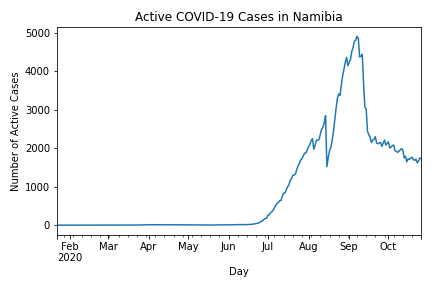 Active COVID-19 Cases in Namibia
Number of Active Cases
5000
4000
3000
2000
1000
0
Feb Mar Apr May Jun Jul Aug Sep Oct
2020
Day